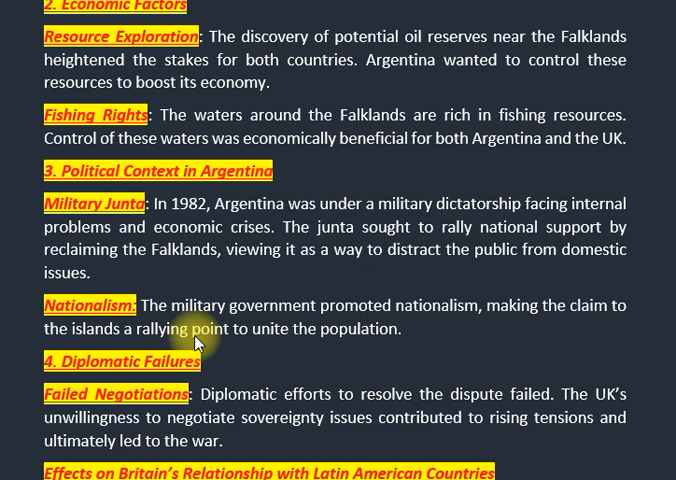 2. Economic Factors
Resource Exploration: The discovery of potential oil reserves near the Falklands
heightened the stakes for both countries. Argentina wanted to control these
resources to boost its economy.
Fishing Rights: The waters around the Falklands are rich in fishing resources.
Control of these waters was economically beneficial for both Argentina and the UK.
3. Political Context in Argentina
Military Junta: In 1982, Argentina was under a military dictatorship facing internal
problems and economic crises. The junta sought to rally national support by
reclaiming the Falklands, viewing it as a way to distract the public from domestic
issues.
Nationalism: The military government promoted nationalism, making the claim to
the islands a rallying point to unite the population.
4. Diplomatic Failures
Failed Negotiations: Diplomatic efforts to resolve the dispute failed. The UK’s
unwillingness to negotiate sovereignty issues contributed to rising tensions and
ultimately led to the war.
Effects on Britain’s Relationship with Latin American Countries